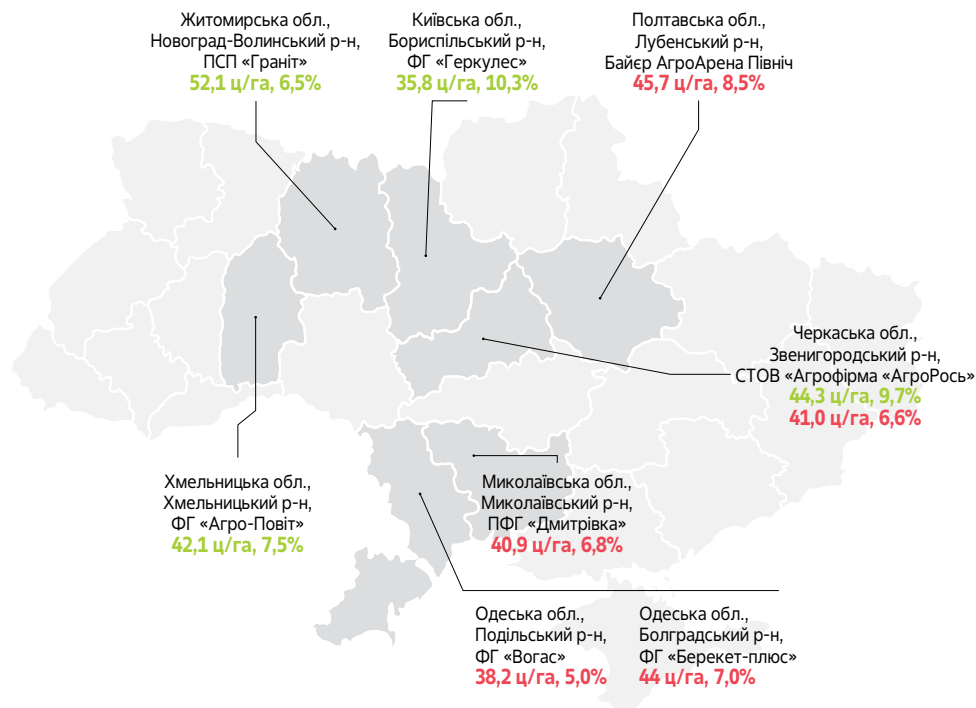 Житомирська обл.,
Новоград-Волинський р-н,
ПСП «Граніт»
52,1 ц/га, 6,5%
Київська обл.,
Бориспільський р-н,
ФГ «Геркулес»
35,8 ц/га, 10,3%
Полтавська обл.,
Лубенський р-н,
Байєр АгроАрена Північ
45,7 ц/га, 8,5%
Черкаська обл.,
Звенигородський р-н,
СТОВ «Агрофірма «АгроРось»
44,3 ц/га, 9,7%
41,0 ц/га, 6,6%
Хмельницька обл.,
Хмельницький р-н,
ФГ «Агро-Повіт»
42,1 ц/га, 7,5%
Миколаївська обл.,
Миколаївський р-н,
ПФГ «Дмитрівка»
40,9 ц/га, 6,8%
Одеська обл.,
Подільський р-н,
ФГ «Вогас»
38,2 ц/га, 5,0%
Одеська обл.,
Болградський р-н,
ФГ «Берекет-плюс»
44 ц/га, 7,0%